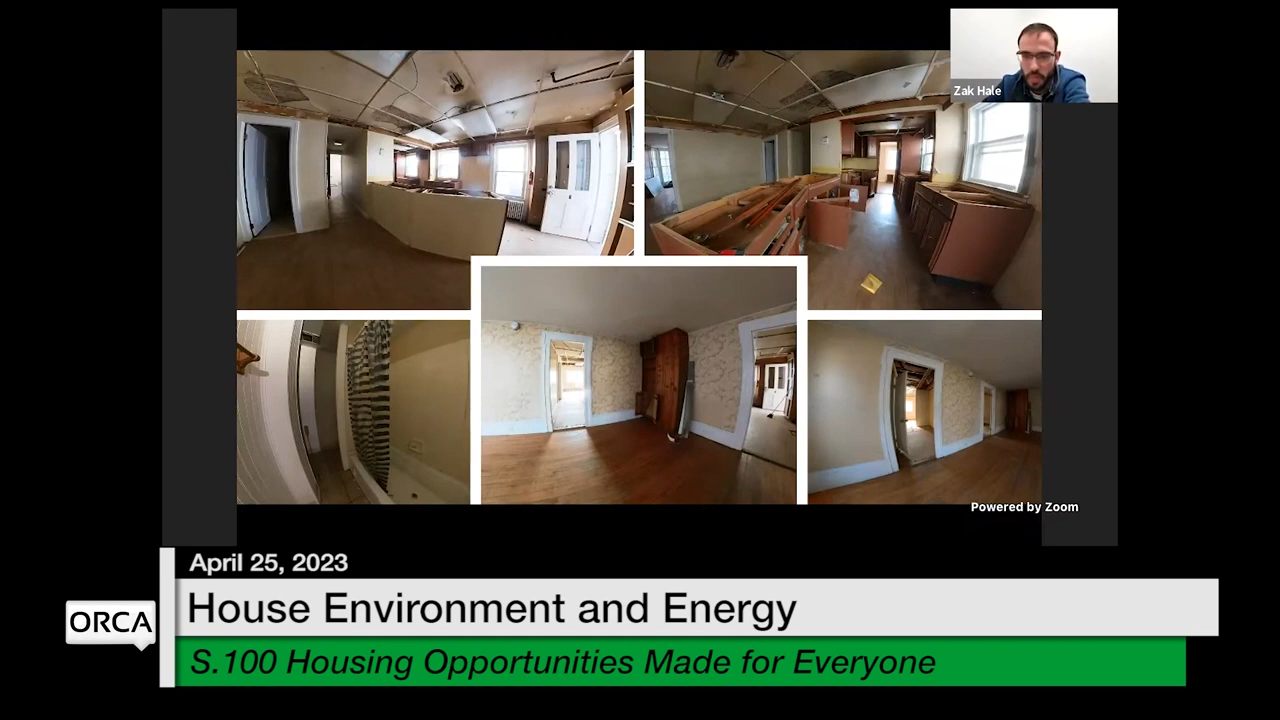 Zak Hale
Powered by Zoom
April 25, 2023
House Environment and Energy
ORCA
S.100 Housing Opportunities Made for Everyone